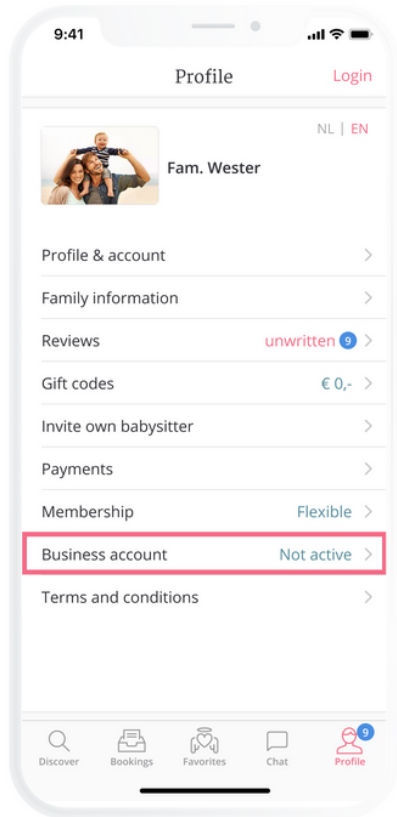 9:41
Profile Login
NL | EN
Fam. Wester
Profile & account
Family information
Reviews unwritten 9
Gift codes € 0,-
Invite own babysitter
Payments
Membership Flexible
Business account Not active
Terms and conditions
9
Discover Bookings Favorites Chat Profile